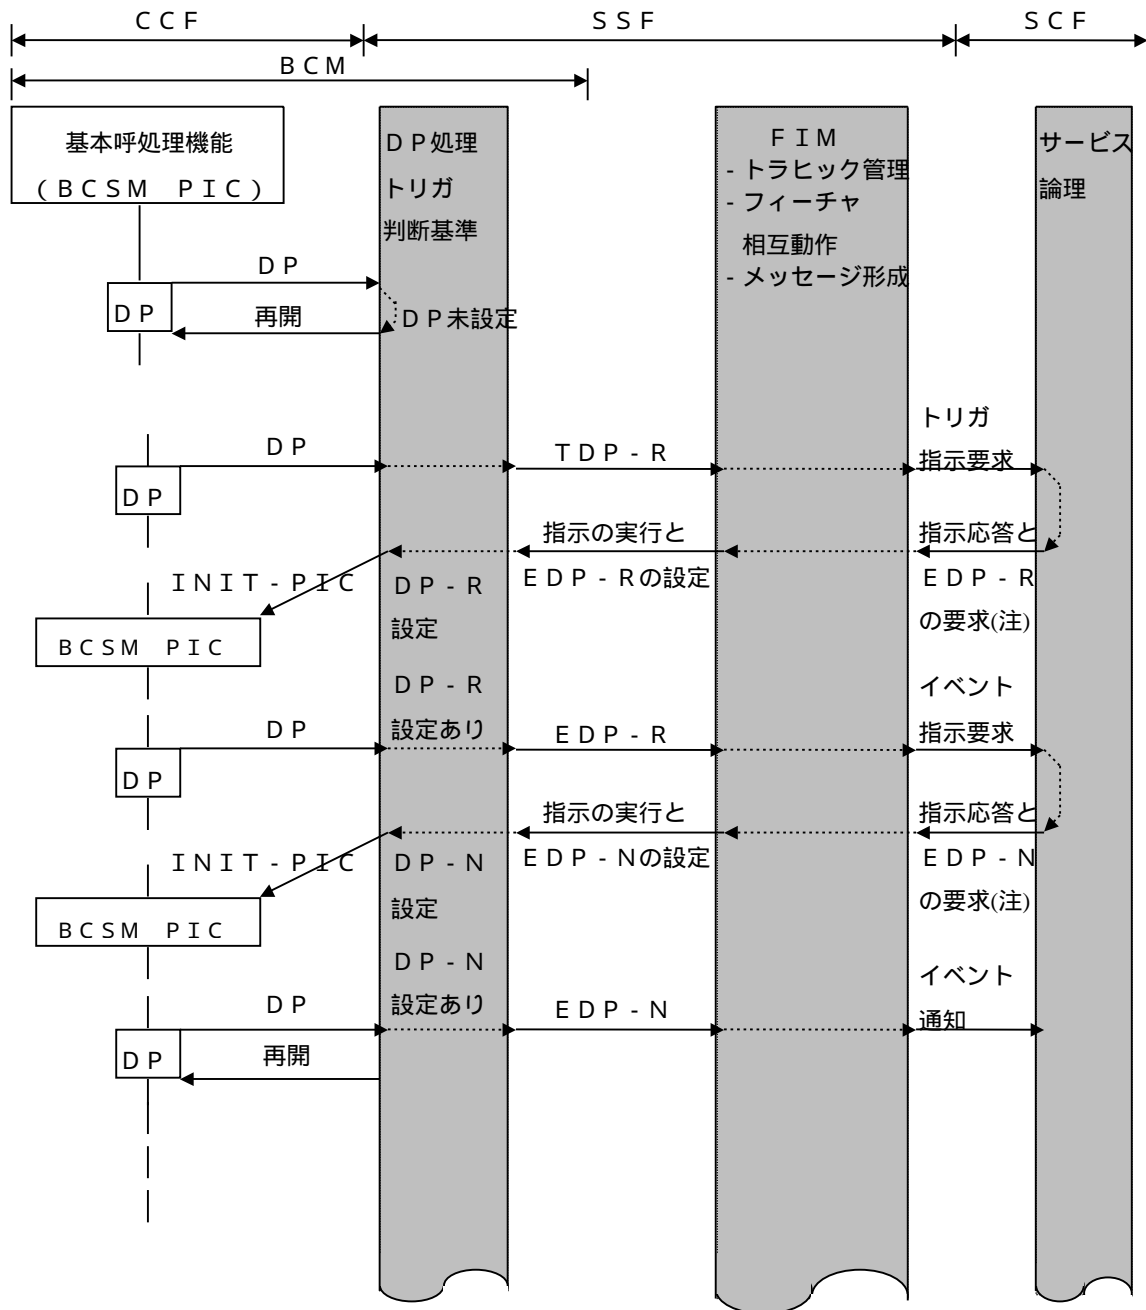 ＣＣＦ
ＳＳＦ
ＳＣＦ
ＢＣＭ
基本呼処理機能
（ＢＣＳＭ　ＰＩＣ）
ＤＰ処理
トリガ
判断基準
ＦＩＭ
- トラヒック管理
- フィーチャ
相互動作
- メッセージ形成
サービス
論理
ＤＰ
ＤＰ
再開
ＤＰ未設定
トリガ
ＤＰ
ＴＤＰ-Ｒ
指示要求
ＤＰ
指示の実行と
指示応答と
ＩＮＩＴ-ＰＩＣ
ＤＰ-Ｒ
ＥＤＰ-Ｒの設定
ＥＤＰ-Ｒ
設定
の要求(注)
ＢＣＳＭ　ＰＩＣ
ＤＰ-Ｒ
イベント
ＤＰ
設定あり
ＥＤＰ-Ｒ
指示要求
ＤＰ
指示の実行と
指示応答と
ＩＮＩＴ-ＰＩＣ
ＤＰ-Ｎ
ＥＤＰ-Ｎの設定
ＥＤＰ-Ｎ
設定
の要求(注)
ＢＣＳＭ　ＰＩＣ
ＤＰ-Ｎ
イベント
ＤＰ
設定あり
ＥＤＰ-Ｎ
通知
ＤＰ
再開